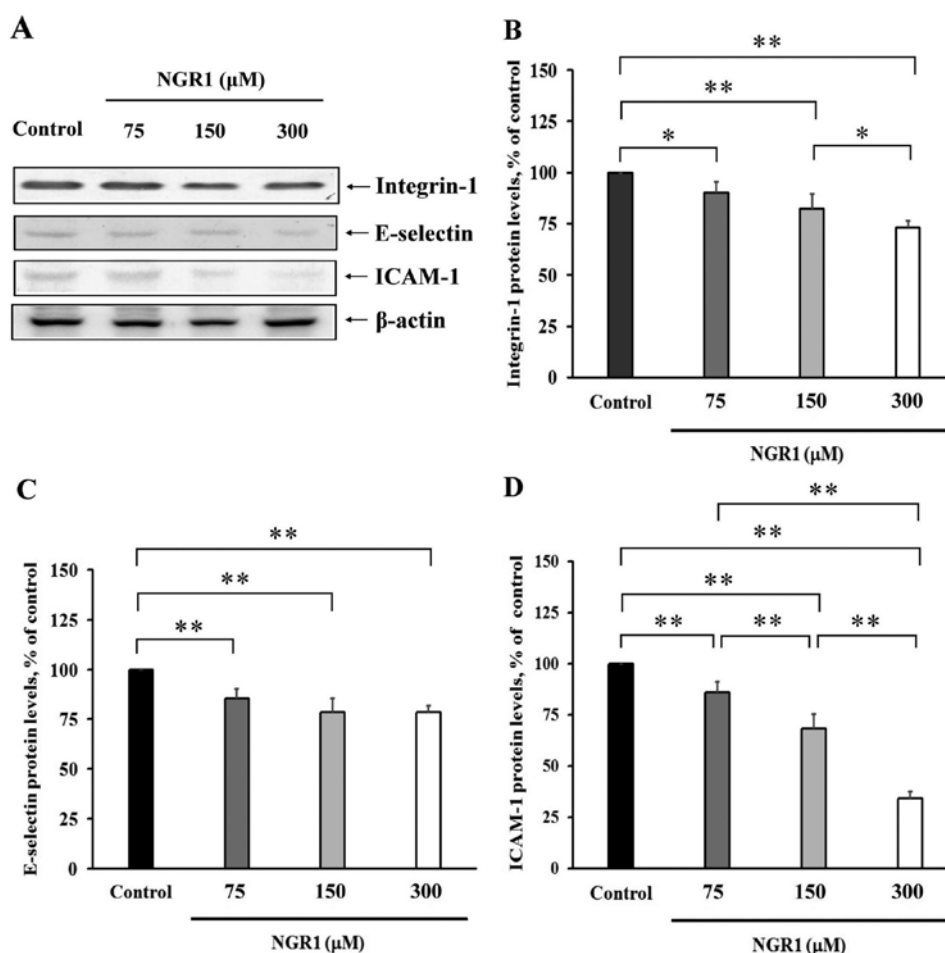 A
NGR1 (μM)
Control 75 150 300
Integrin-1
E-selectin
ICAM-1
β-actin
B
**
**
* *
Integrin-1 protein levels, % of control
150
125
100
75
50
25
0
Control 75 150 300
NGR1 (μM)
C
**
**
**
E-selectin protein levels, % of control
150
100
75
50
25
0
Control 75 150 300
NGR1 (μM)
D
**
**
**
** ** **
ICAM-1 protein levels, % of control
150
125
100
75
50
25
0
Control 75 150 300
NGR1 (μM)